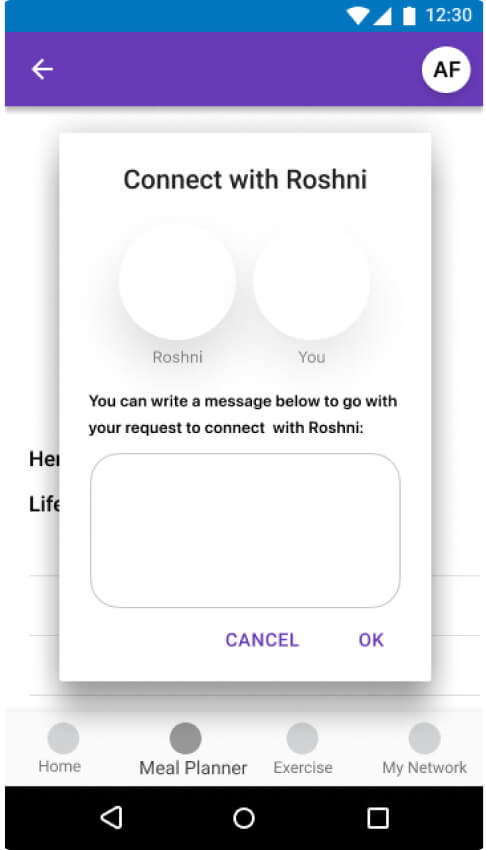 12:30
AF
Connect with Roshni
Roshni You
You can write a message below to go with
your request to connect with Roshni:
Her
Life
CANCEL OK
Home Meal Planner Exercise My Network